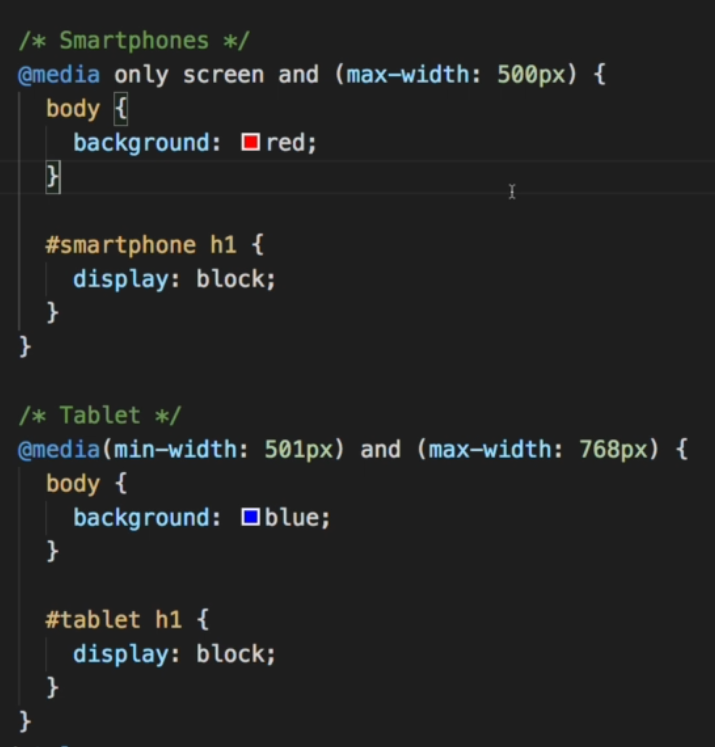 /* Smartphones */
@media only screen and (max-width: 500px) {
body {
background: red;
}
#smartphone h1 {
display: block;
}
}
/* Tablet */
@media(min-width: 501px) and (max-width: 768px) {
body {
background: blue;
}
#tablet h1 {
display: block;
}
}